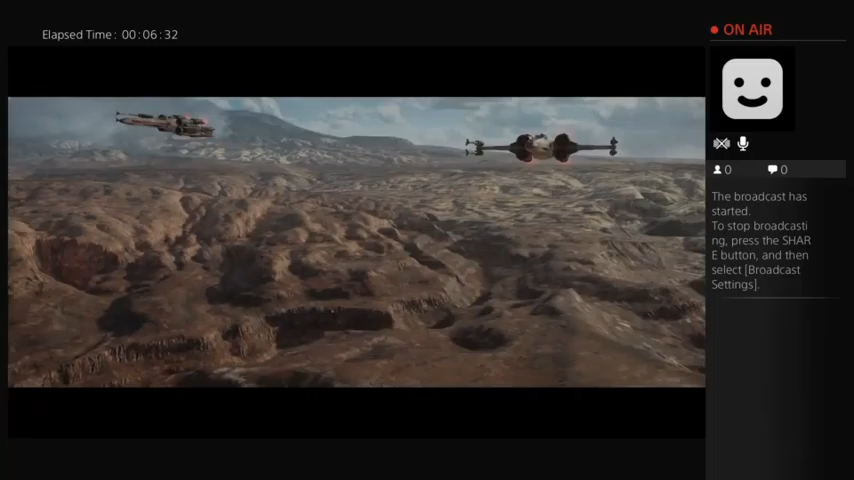 Elapsed Time: 00:06:32
ON AIR
0 0
The broadcast has
started.
To stop broadcasti
ng, press the SHAR
E button, and then
select [Broadcast
Settings].